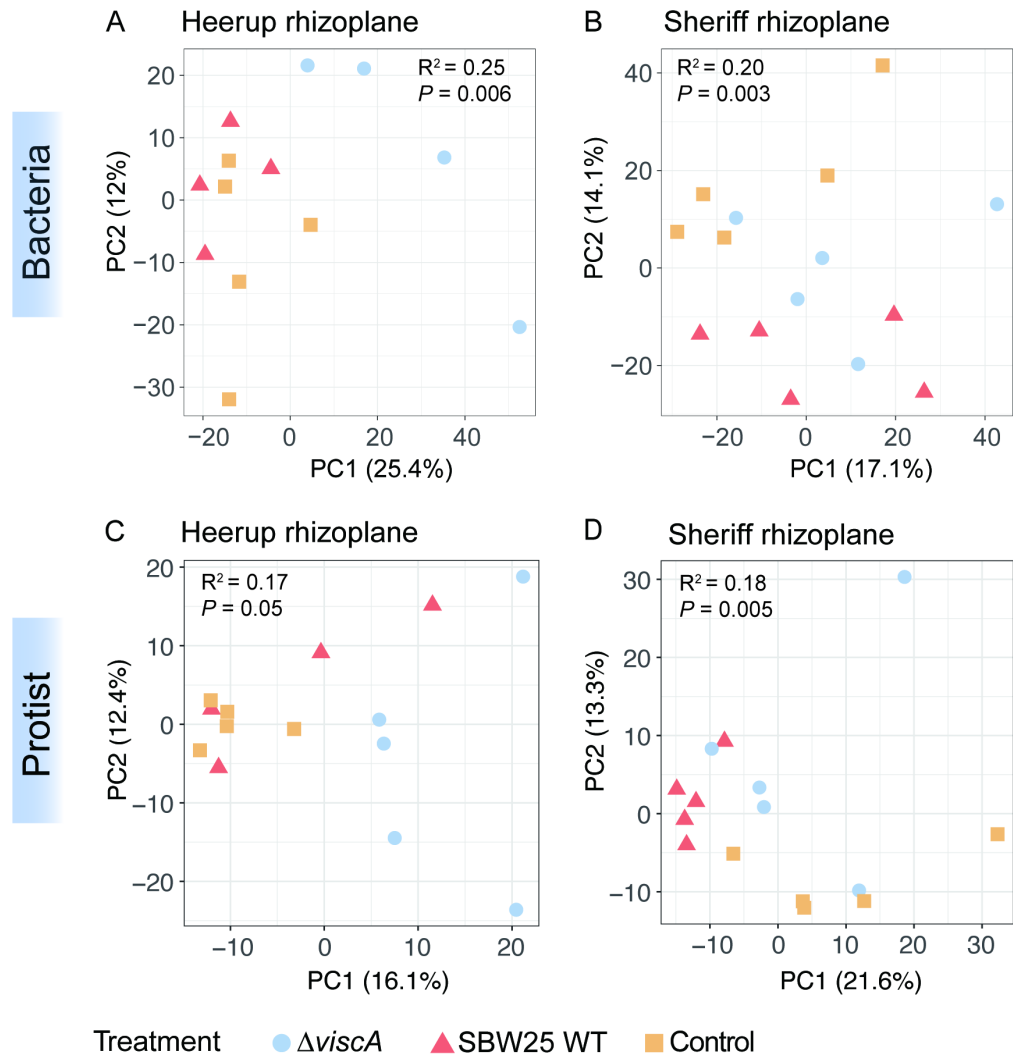 A Heerup rhizoplane
B Sheriff rhizoplane
Bacteria
R² = 0.25
P = 0.006
PC2 (12%)
20
10
0
−10
−20
−30
−20 0 20 40
PC1 (25.4%)
R² = 0.20
P = 0.003
PC2 (14.1%)
40
20
0
−20
−20 0 20 40
PC1 (17.1%)
C Heerup rhizoplane
D Sheriff rhizoplane
Protist
R² = 0.17
P = 0.05
PC2 (12.4%)
20
10
0
−10
−20
−10 0 10 20
PC1 (16.1%)
R² = 0.18
P = 0.005
PC2 (13.3%)
30
20
10
0
−10
−10 0 10 20 30
PC1 (21.6%)
Treatment ΔviscA SBW25 WT Control